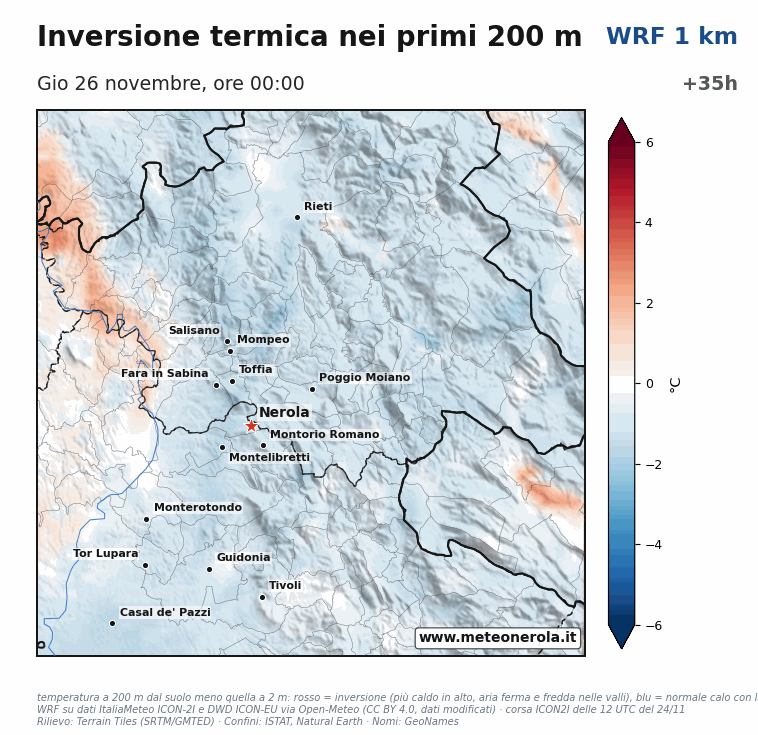 Inversione termica nei primi 200 m
WRF 1 km
Gio 26 novembre, ore 00:00
+35h
Rieti
Salisano
Mompeo
Fara in Sabina
Toffia
Poggio Moiano
Nerola
Montorio Romano
Montelibretti
Monterotondo
Tor Lupara
Guidonia
Tivoli
Casal de' Pazzi
www.meteonerola.it
6
4
2
0
−2
−4
−6
°C
temperatura a 200 m dal suolo meno quella a 2 m: rosso = inversione (più caldo in alto, aria ferma e fredda nelle valli), blu = normale calo con l
WRF su dati ItaliaMeteo ICON-2I e DWD ICON-EU via Open-Meteo (CC BY 4.0, dati modificati) · corsa ICON2I delle 12 UTC del 24/11
Rilievo: Terrain Tiles (SRTM/GMTED) · Confini: ISTAT, Natural Earth · Nomi: GeoNames